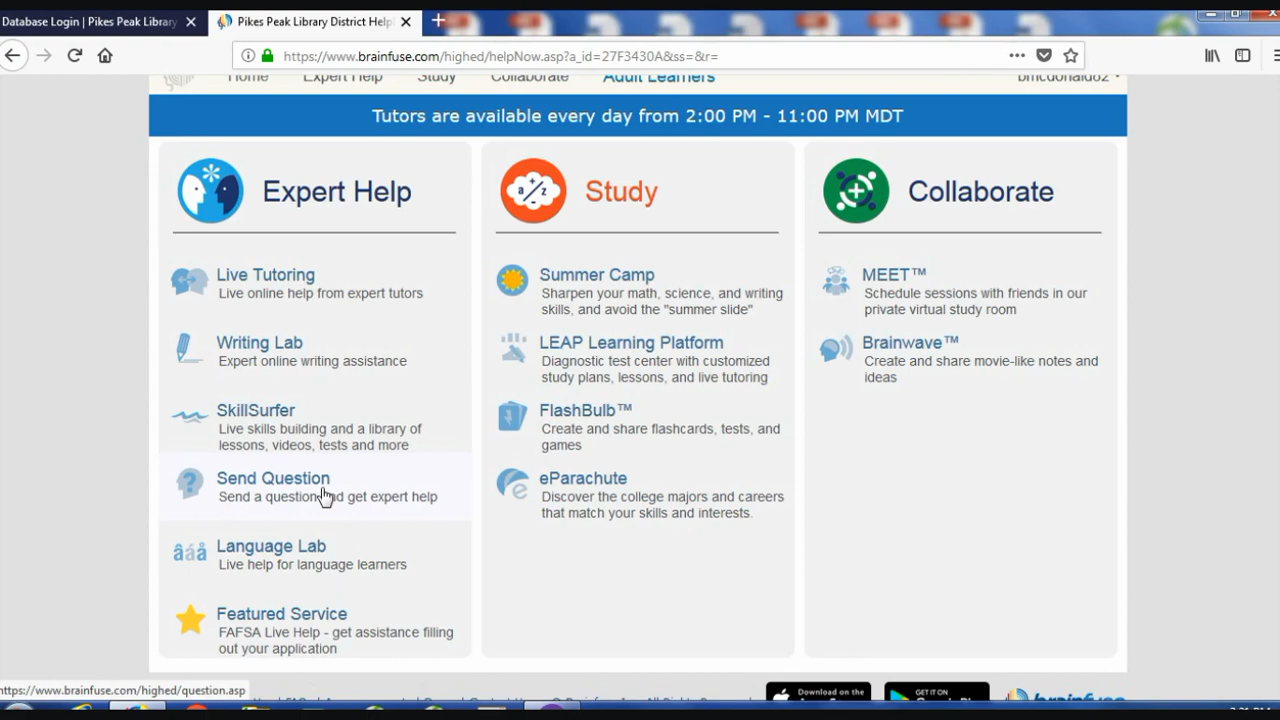 Database Login | Pikes Peak Library
Pikes Peak Library District Help
https://www.brainfuse.com/highed/helpNow.asp?a_id=27F3430A&ss=&r=
Home Expert Help Study Collaborate Adult Learners bmcdonald62
Tutors are available every day from 2:00 PM - 11:00 PM MDT
Expert Help
Live Tutoring
Live online help from expert tutors
Writing Lab
Expert online writing assistance
SkillSurfer
Live skills building and a library of
lessons, videos, tests and more
Send Question
Send a question and get expert help
Language Lab
Live help for language learners
Featured Service
FAFSA Live Help - get assistance filling
out your application
Study
a/z
Summer Camp
Sharpen your math, science, and writing
skills, and avoid the "summer slide"
LEAP Learning Platform
Diagnostic test center with customized
study plans, lessons, and live tutoring
FlashBulb™
Create and share flashcards, tests, and
games
eParachute
Discover the college majors and careers
that match your skills and interests.
Collaborate
MEET™
Schedule sessions with friends in our
private virtual study room
Brainwave™
Create and share movie-like notes and
ideas
âáå
https://www.brainfuse.com/highed/question.asp
Download on the
GET IT ON